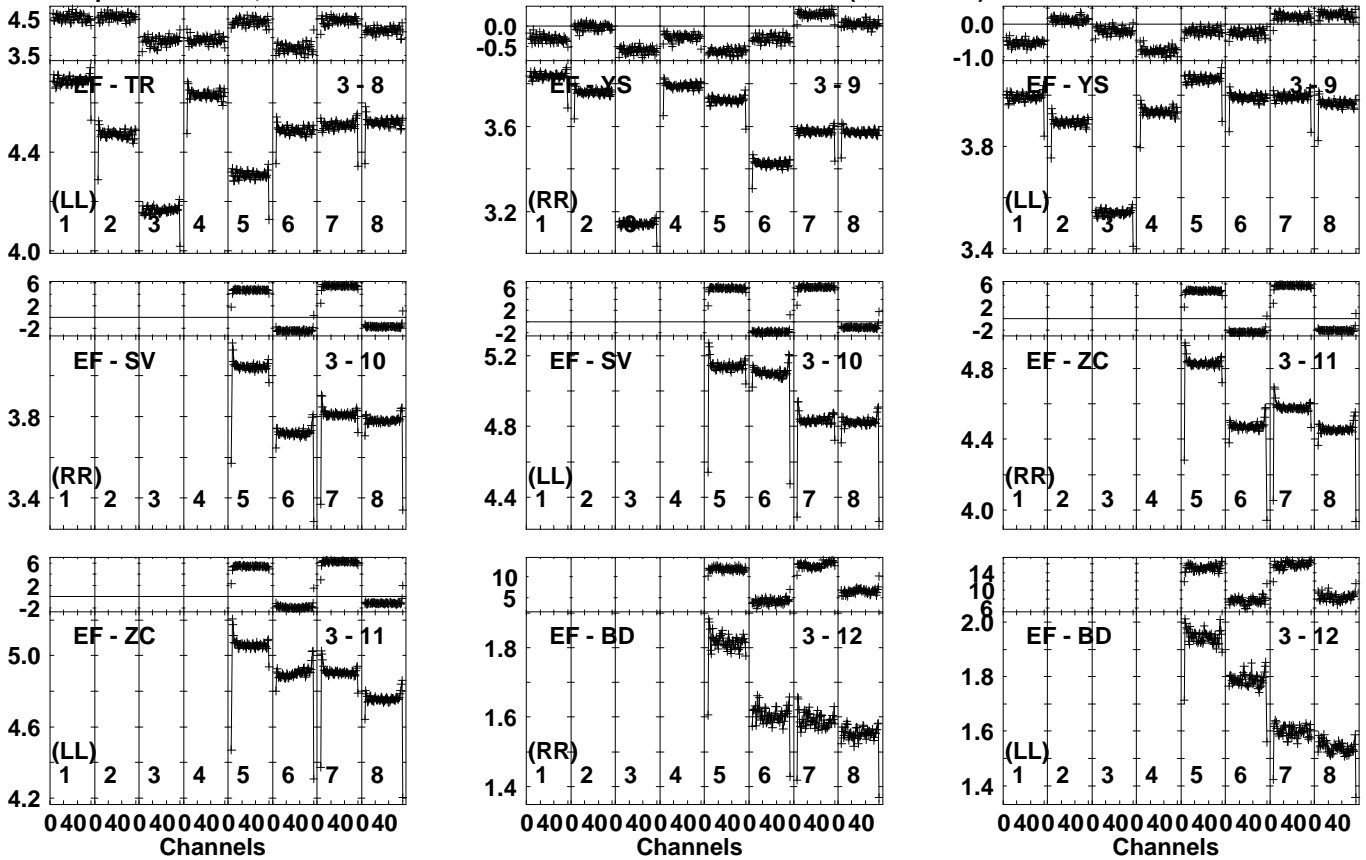 4.5
3.5
EF - TR 3 - 8
4.4
(LL)
1 2 3 4 5 6 7 8
4.0
0.0
-0.5
EF - YS 3 - 9
3.6
(RR)
3.2
1 2 3 4 5 6 7 8
0.0
-1.0
EF - YS 3 - 9
3.8
(LL)
1 2 3 4 5 6 7 8
3.4
6
2
-2
EF - SV 3 - 10
3.8
(RR)
3.4
1 2 3 4 5 6 7 8
6
2
-2
5.2
EF - SV 3 - 10
4.8
(LL)
4.4
1 2 3 4 5 6 7 8
6
2
-2
EF - ZC 3 - 11
4.8
4.4
(RR)
1 2 3 4 5 6 7 8
4.0
6
2
-2
EF - ZC 3 - 11
5.0
4.6
(LL)
1 2 3 4 5 6 7 8
4.2
0 40 0 40 0 40 0 40 0 40 0 40 0 40 0 40
Channels
10
5
EF - BD 3 - 12
1.8
1.6
(RR)
1 2 3 4 5 6 7 8
1.4
0 40 0 40 0 40 0 40 0 40 0 40 0 40 0 40
Channels
14
10
6
2.0
EF - BD 3 - 12
1.8
1.6
(LL)
1 2 3 4 5 6 7 8
1.4
0 40 0 40 0 40 0 40 0 40 0 40 0 40 0 40
Channels